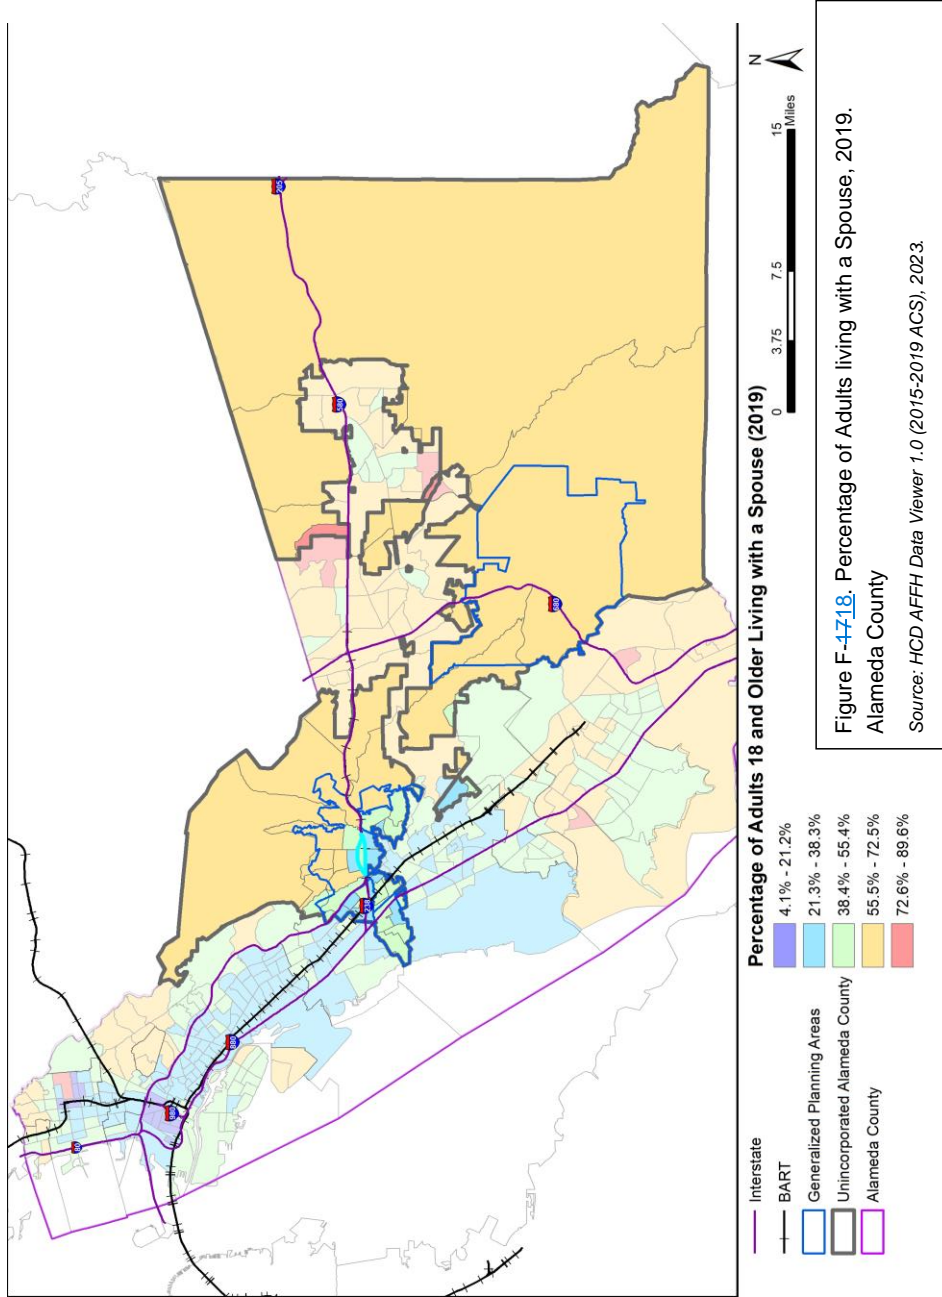 Percentage of Adults 18 and Older Living with a Spouse (2019)
Interstate
BART
Generalized Planning Areas
Unincorporated Alameda County
Alameda County
4.1% - 21.2%
21.3% - 38.3%
38.4% - 55.4%
55.5% - 72.5%
72.6% - 89.6%
0 3.75 7.5 15
Miles
N
80
980
880
238
580
680
205
Figure F-4718. Percentage of Adults living with a Spouse, 2019.
Alameda County
Source: HCD AFFH Data Viewer 1.0 (2015-2019 ACS), 2023.